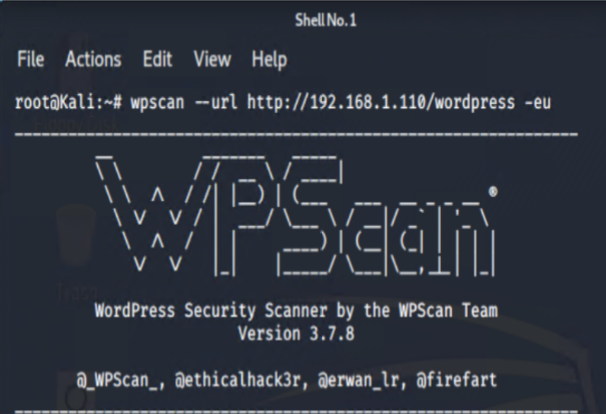 Shell No. 1
File Actions Edit View Help
root@Kali:~# wpscan --url http://192.168.1.110/wordpress -eu
WPScan®
WordPress Security Scanner by the WPScan Team
Version 3.7.8
@_WPScan_, @ethicalhack3r, @erwan_lr, @firefart